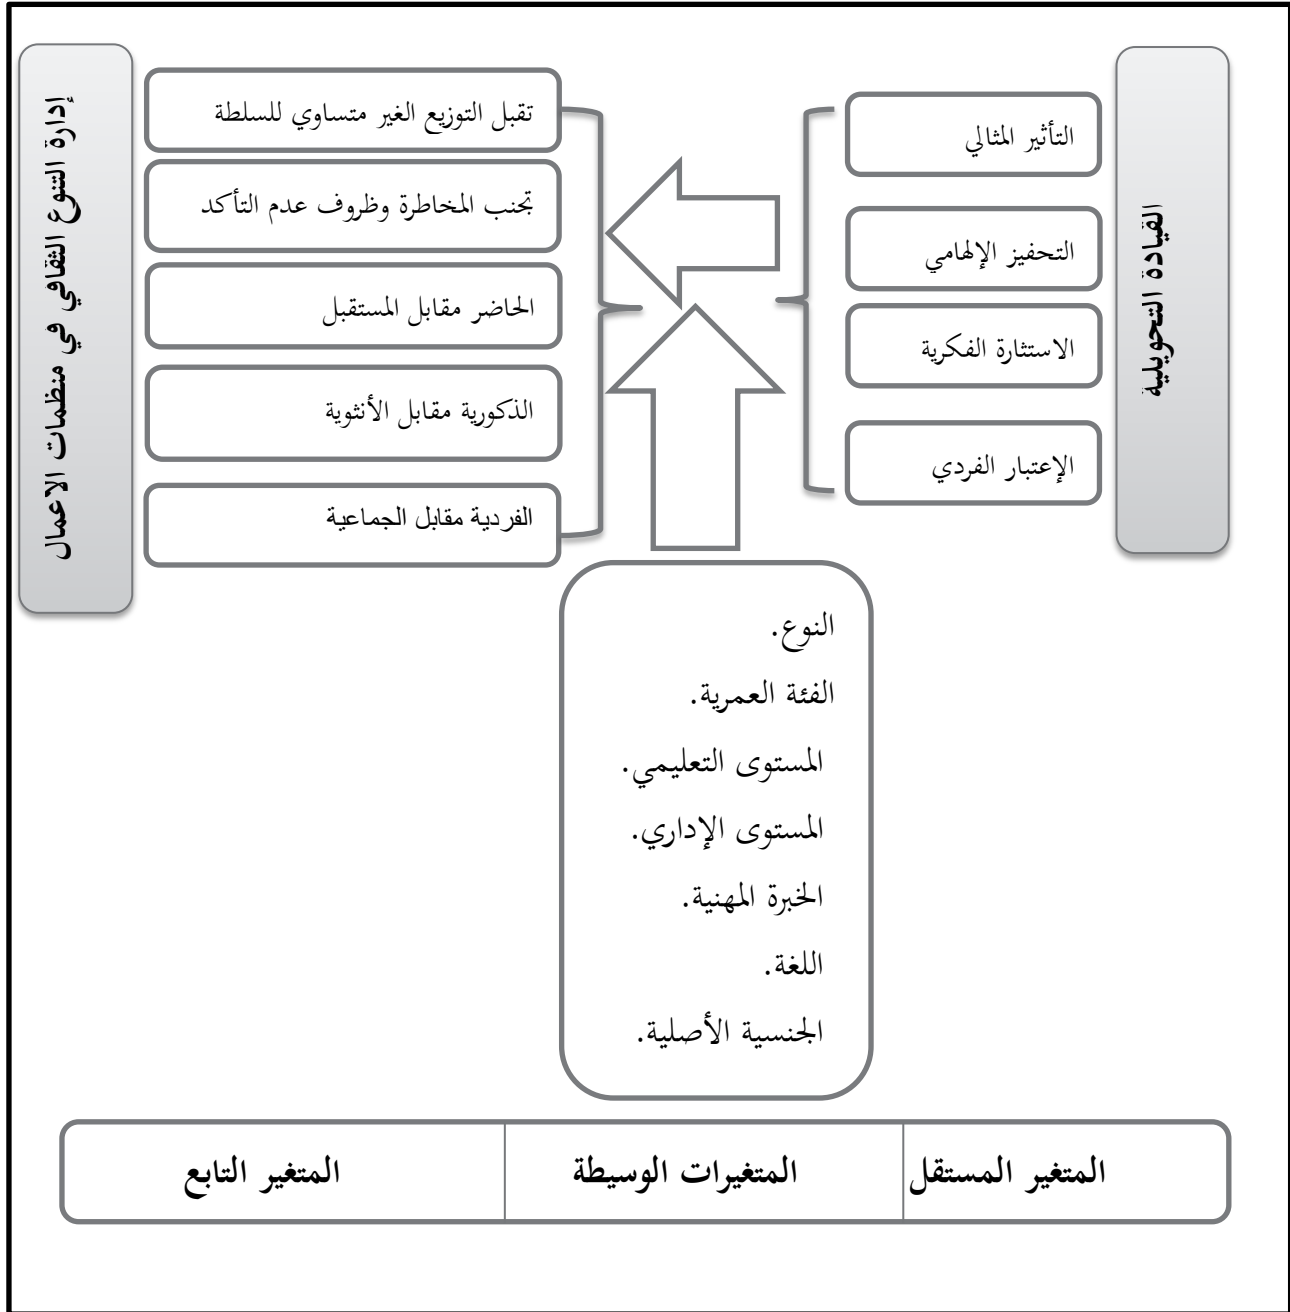 القيادة التحويلية
التأثير المثالي
التحفيز الإلهامي
الاستثارة الفكرية
الإعتبار الفردي
تقبل التوزيع الغير متساوي للسلطة
تجنب المخاطرة وظروف عدم التأكد
الحاضر مقابل المستقبل
الذكورية مقابل الأنثوية
الفردية مقابل الجماعية
إدارة التنوع الثقافي في منظمات الاعمال
النوع.
الفئة العمرية.
المستوى التعليمي.
المستوى الإداري.
الخبرة المهنية.
اللغة.
الجنسية الأصلية.
المتغير المستقل
المتغيرات الوسيطة
المتغير التابع